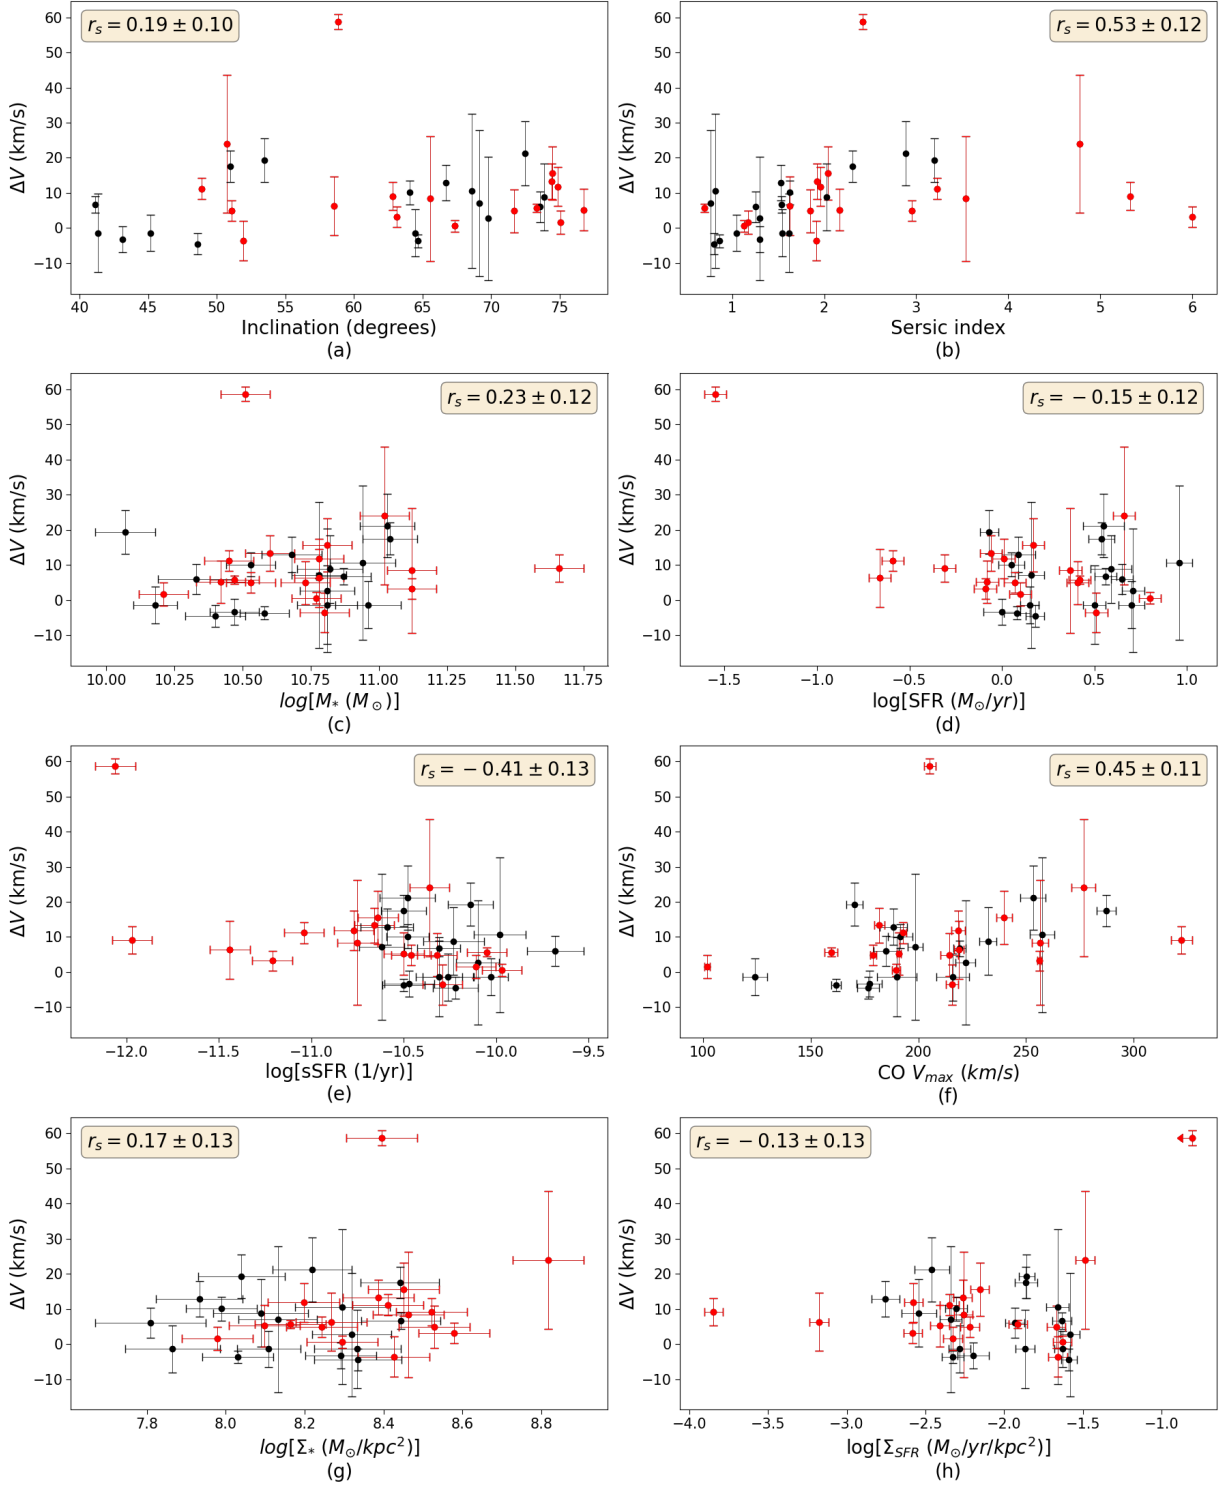 r_s = 0.19 ± 0.10
60
50
40
30
20
10
0
−10
ΔV (km/s)
40 45 50 55 60 65 70 75
Inclination (degrees)
(a)
r_s = 0.53 ± 0.12
60
50
40
30
20
10
0
−10
ΔV (km/s)
1 2 3 4 5 6
Sersic index
(b)
r_s = 0.23 ± 0.12
60
50
40
30
20
10
0
−10
ΔV (km/s)
10.00 10.25 10.50 10.75 11.00 11.25 11.50 11.75
log[M_* (M_⊙)]
(c)
r_s = −0.15 ± 0.12
60
50
40
30
20
10
0
−10
ΔV (km/s)
−1.5 −1.0 −0.5 0.0 0.5 1.0
log[SFR (M_⊙/yr)]
(d)
r_s = −0.41 ± 0.13
60
50
40
30
20
10
0
−10
ΔV (km/s)
−12.0 −11.5 −11.0 −10.5 −10.0 −9.5
log[sSFR (1/yr)]
(e)
r_s = 0.45 ± 0.11
60
50
40
30
20
10
0
−10
ΔV (km/s)
100 150 200 250 300
CO V_max (km/s)
(f)
r_s = 0.17 ± 0.13
60
50
40
30
20
10
0
−10
ΔV (km/s)
7.8 8.0 8.2 8.4 8.6 8.8
log[Σ_* (M_⊙/kpc²)]
(g)
r_s = −0.13 ± 0.13
60
50
40
30
20
10
0
−10
ΔV (km/s)
−4.0 −3.5 −3.0 −2.5 −2.0 −1.5 −1.0
log[Σ_SFR (M_⊙/yr/kpc²)]
(h)